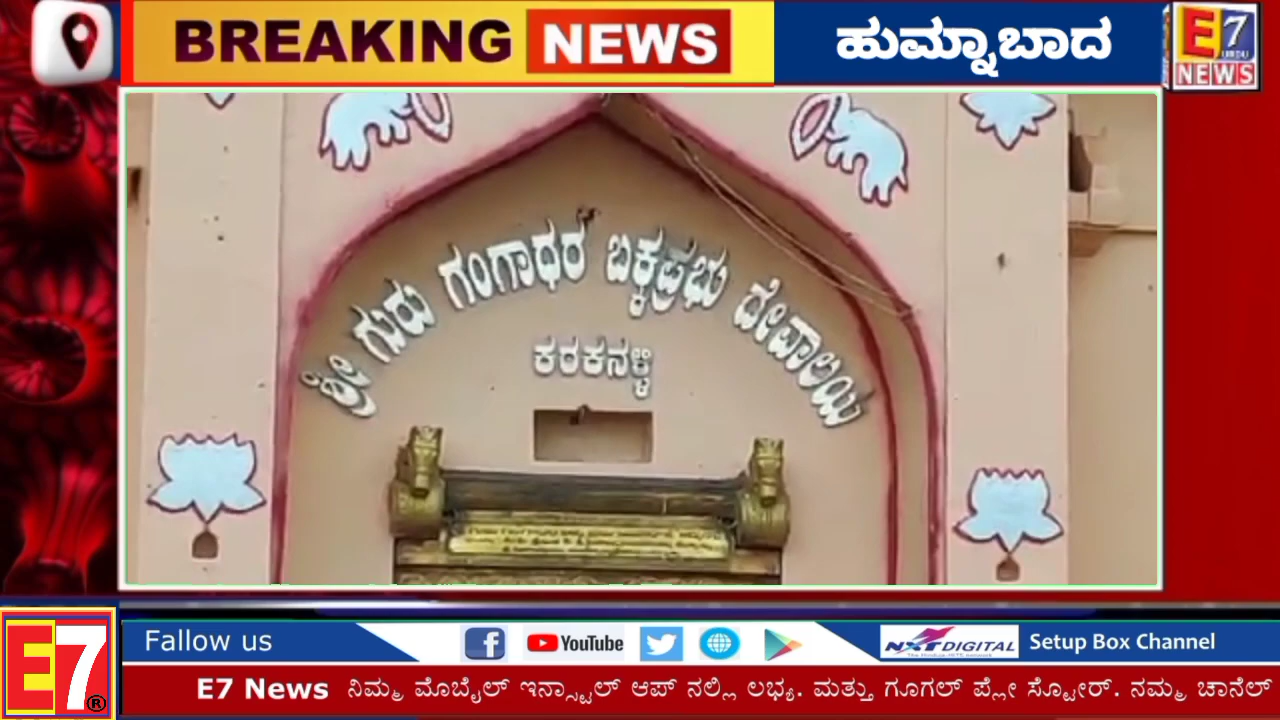 BREAKING NEWS
ಹುಮ್ನಾಬಾದ
E7
NEWS
ಶ್ರೀ ಗುರು ಗಂಗಾಧರ ಬಕ್ಕಪ್ರಭು ದೇವಾಲಯ
ಕರಕನಳ್ಳಿ
E7®
Fallow us
f
YouTube
NXT DIGITAL
Setup Box Channel
E7 News ನಿಮ್ಮ ಮೊಬೈಲ್ ಇನ್ಸ್ಟಾಲ್ ಆಪ್ ನಲ್ಲಿ ಲಭ್ಯ. ಮತ್ತು ಗೂಗಲ್ ಪ್ಲೇ ಸ್ಟೋರ್. ನಮ್ಮ ಚಾನೆಲ್